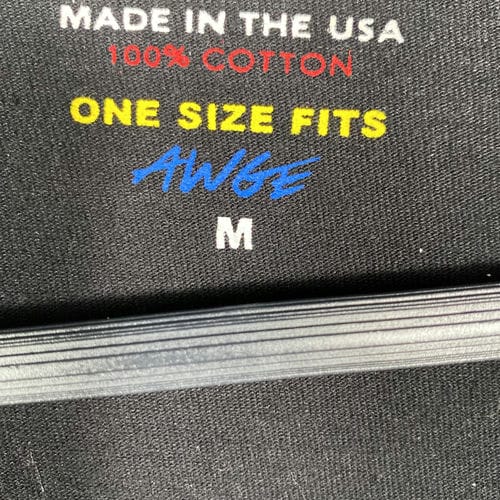 MADE IN THE USA
100% COTTON
ONE SIZE FITS
AWGE
M